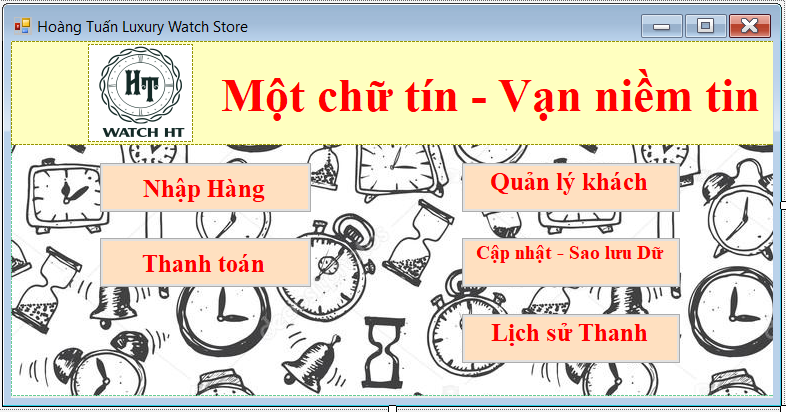 Hoàng Tuấn Luxury Watch Store
HT
WATCH HT
Một chữ tín - Vạn niềm tin
Nhập Hàng
Quản lý khách
Thanh toán
Cập nhật - Sao lưu Dữ
Lịch sử Thanh